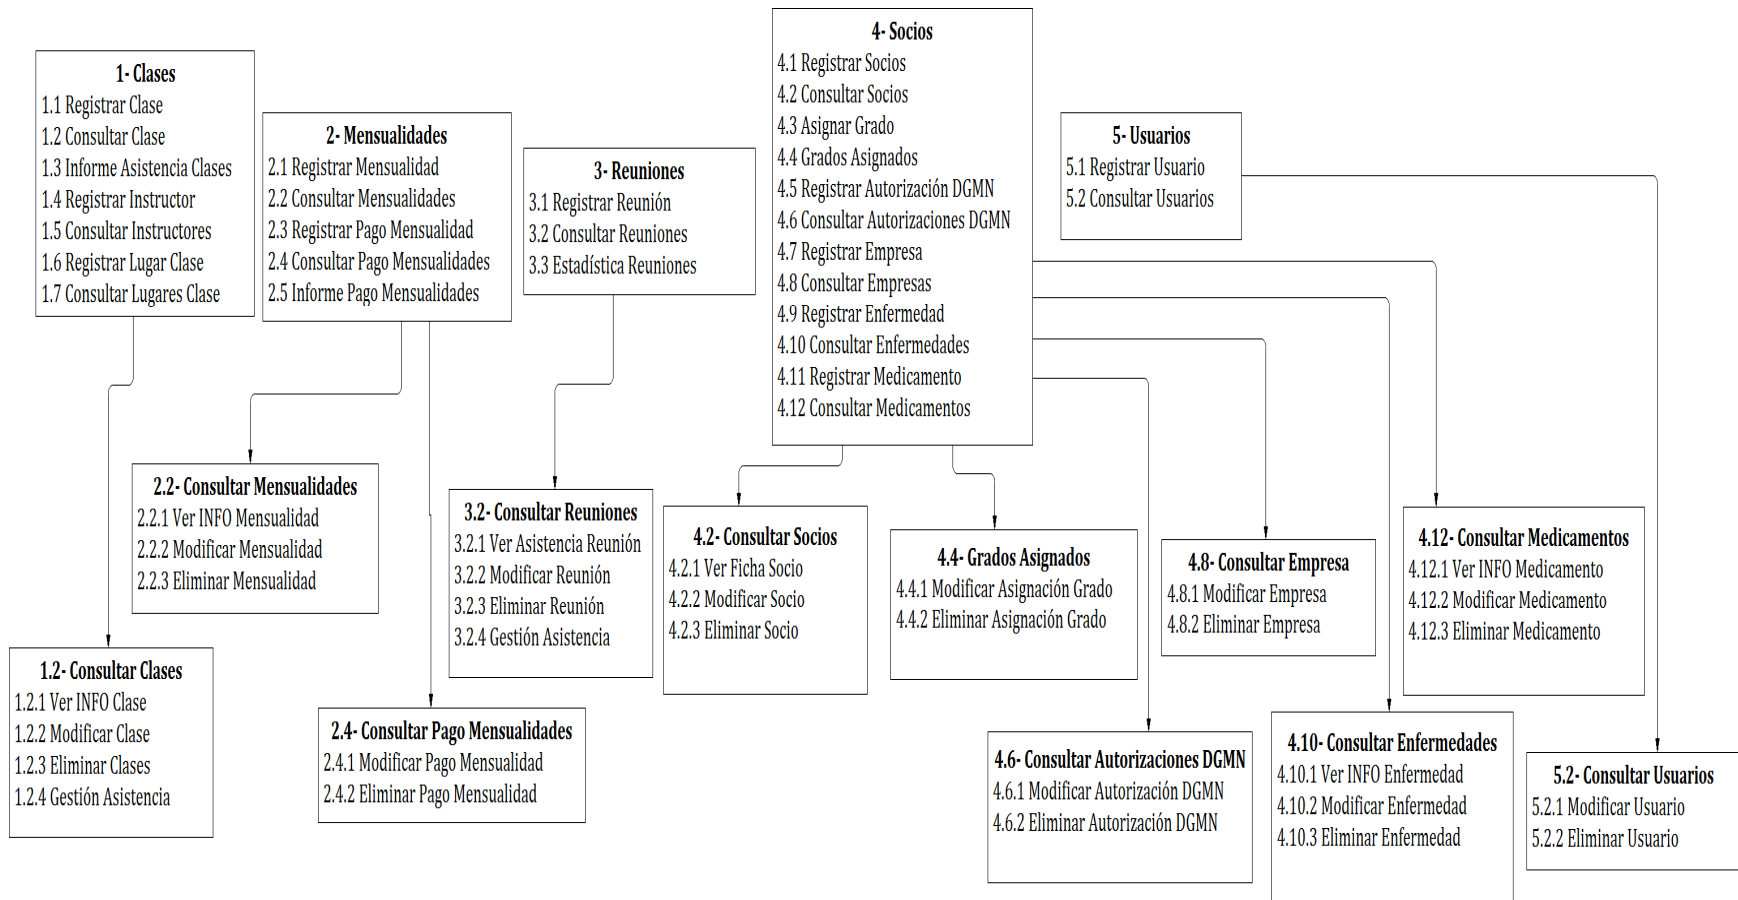 1- Clases
1.1 Registrar Clase
1.2 Consultar Clase
1.3 Informe Asistencia Clases
1.4 Registrar Instructor
1.5 Consultar Instructores
1.6 Registrar Lugar Clase
1.7 Consultar Lugares Clase
2- Mensualidades
2.1 Registrar Mensualidad
2.2 Consultar Mensualidades
2.3 Registrar Pago Mensualidad
2.4 Consultar Pago Mensualidades
2.5 Informe Pago Mensualidades
3- Reuniones
3.1 Registrar Reunión
3.2 Consultar Reuniones
3.3 Estadística Reuniones
4- Socios
4.1 Registrar Socios
4.2 Consultar Socios
4.3 Asignar Grado
4.4 Grados Asignados
4.5 Registrar Autorización DGMN
4.6 Consultar Autorizaciones DGMN
4.7 Registrar Empresa
4.8 Consultar Empresas
4.9 Registrar Enfermedad
4.10 Consultar Enfermedades
4.11 Registrar Medicamento
4.12 Consultar Medicamentos
5- Usuarios
5.1 Registrar Usuario
5.2 Consultar Usuarios
1.2- Consultar Clases
1.2.1 Ver INFO Clase
1.2.2 Modificar Clase
1.2.3 Eliminar Clases
1.2.4 Gestión Asistencia
2.2- Consultar Mensualidades
2.2.1 Ver INFO Mensualidad
2.2.2 Modificar Mensualidad
2.2.3 Eliminar Mensualidad
2.4- Consultar Pago Mensualidades
2.4.1 Modificar Pago Mensualidad
2.4.2 Eliminar Pago Mensualidad
3.2- Consultar Reuniones
3.2.1 Ver Asistencia Reunión
3.2.2 Modificar Reunión
3.2.3 Eliminar Reunión
3.2.4 Gestión Asistencia
4.2- Consultar Socios
4.2.1 Ver Ficha Socio
4.2.2 Modificar Socio
4.2.3 Eliminar Socio
4.4- Grados Asignados
4.4.1 Modificar Asignación Grado
4.4.2 Eliminar Asignación Grado
4.6- Consultar Autorizaciones DGMN
4.6.1 Modificar Autorización DGMN
4.6.2 Eliminar Autorización DGMN
4.8- Consultar Empresa
4.8.1 Modificar Empresa
4.8.2 Eliminar Empresa
4.10- Consultar Enfermedades
4.10.1 Ver INFO Enfermedad
4.10.2 Modificar Enfermedad
4.10.3 Eliminar Enfermedad
4.12- Consultar Medicamentos
4.12.1 Ver INFO Medicamento
4.12.2 Modificar Medicamento
4.12.3 Eliminar Medicamento
5.2- Consultar Usuarios
5.2.1 Modificar Usuario
5.2.2 Eliminar Usuario